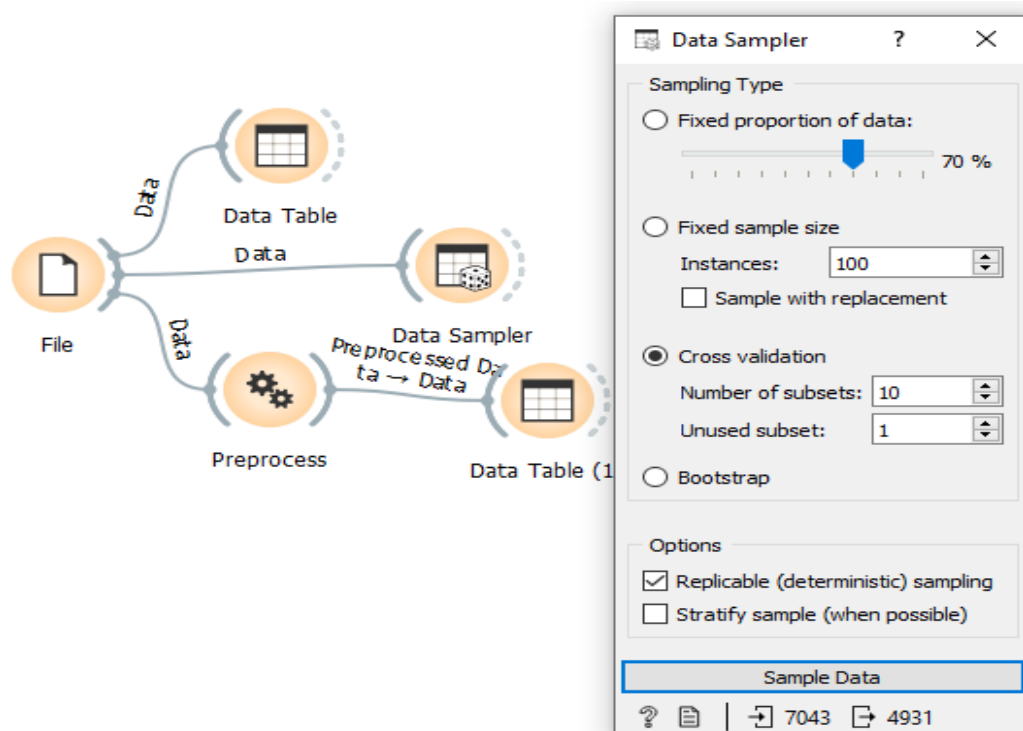 Data Table
Data
Data
Data Sampler
File
Data
Preprocessed Da
ta → Data
Preprocess
Data Table (1
Data Sampler ? ×
Sampling Type
Fixed proportion of data:
70 %
Fixed sample size
Instances: 100
Sample with replacement
Cross validation
Number of subsets: 10
Unused subset: 1
Bootstrap
Options
Replicable (deterministic) sampling
Stratify sample (when possible)
Sample Data
? 7043 4931